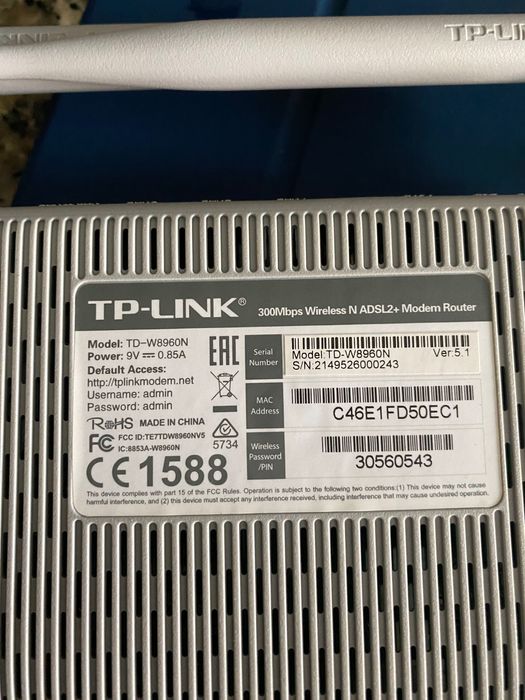 TP-LIN
TP-LINK® 300Mbps Wireless N ADSL2+ Modem Router
Model: TD-W8960N
Power: 9V ⎓ 0.85A
Default Access:
http://tplinkmodem.net
Username: admin
Password: admin
RoHS MADE IN CHINA
FC FCC ID:TE7TDW8960NV5
IC:8853A-W8960N
CE1588
EAC
5734
Serial Number
Model:TD-W8960N Ver:5.1
S/N:2149526000243
MAC Address
C46E1FD50EC1
Wireless Password /PIN
30560543
This device complies with part 15 of the FCC Rules. Operation is subject to the following two conditions:(1) This device may not cause
harmful interference, and (2) this device must accept any interference received, including interference that may cause undesired operation.